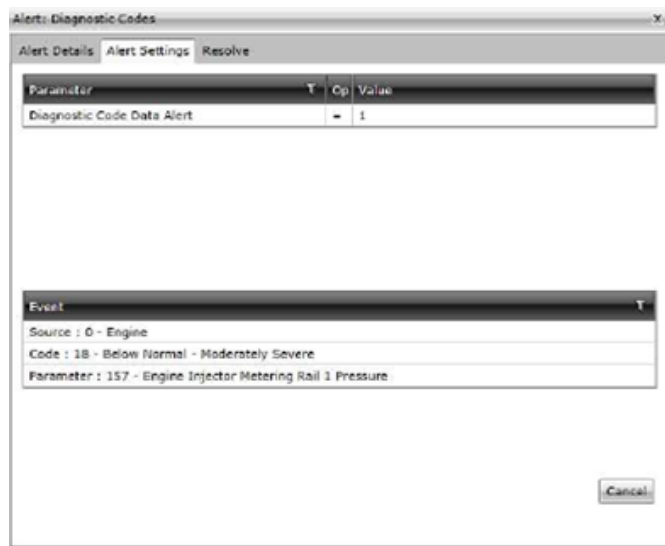 Alert: Diagnostic Codes x
Alert Details Alert Settings Resolve
Parameter Op Value
Diagnostic Code Data Alert = 1
Event
Source : 0 - Engine
Code : 18 - Below Normal - Moderately Severe
Parameter : 157 - Engine Injector Metering Rail 1 Pressure
Cancel